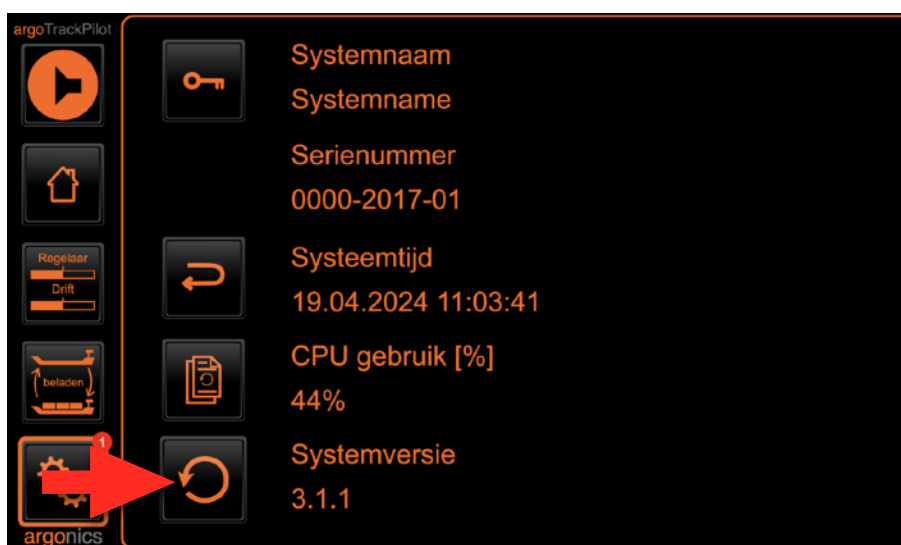 argoTrackPilot
Systemnaam
Systemname
Serienummer
0000-2017-01
Regelaar
Drift
Systeemtijd
19.04.2024 11:03:41
beladen
CPU gebruik [%]
44%
1
Systemversie
3.1.1
argonics